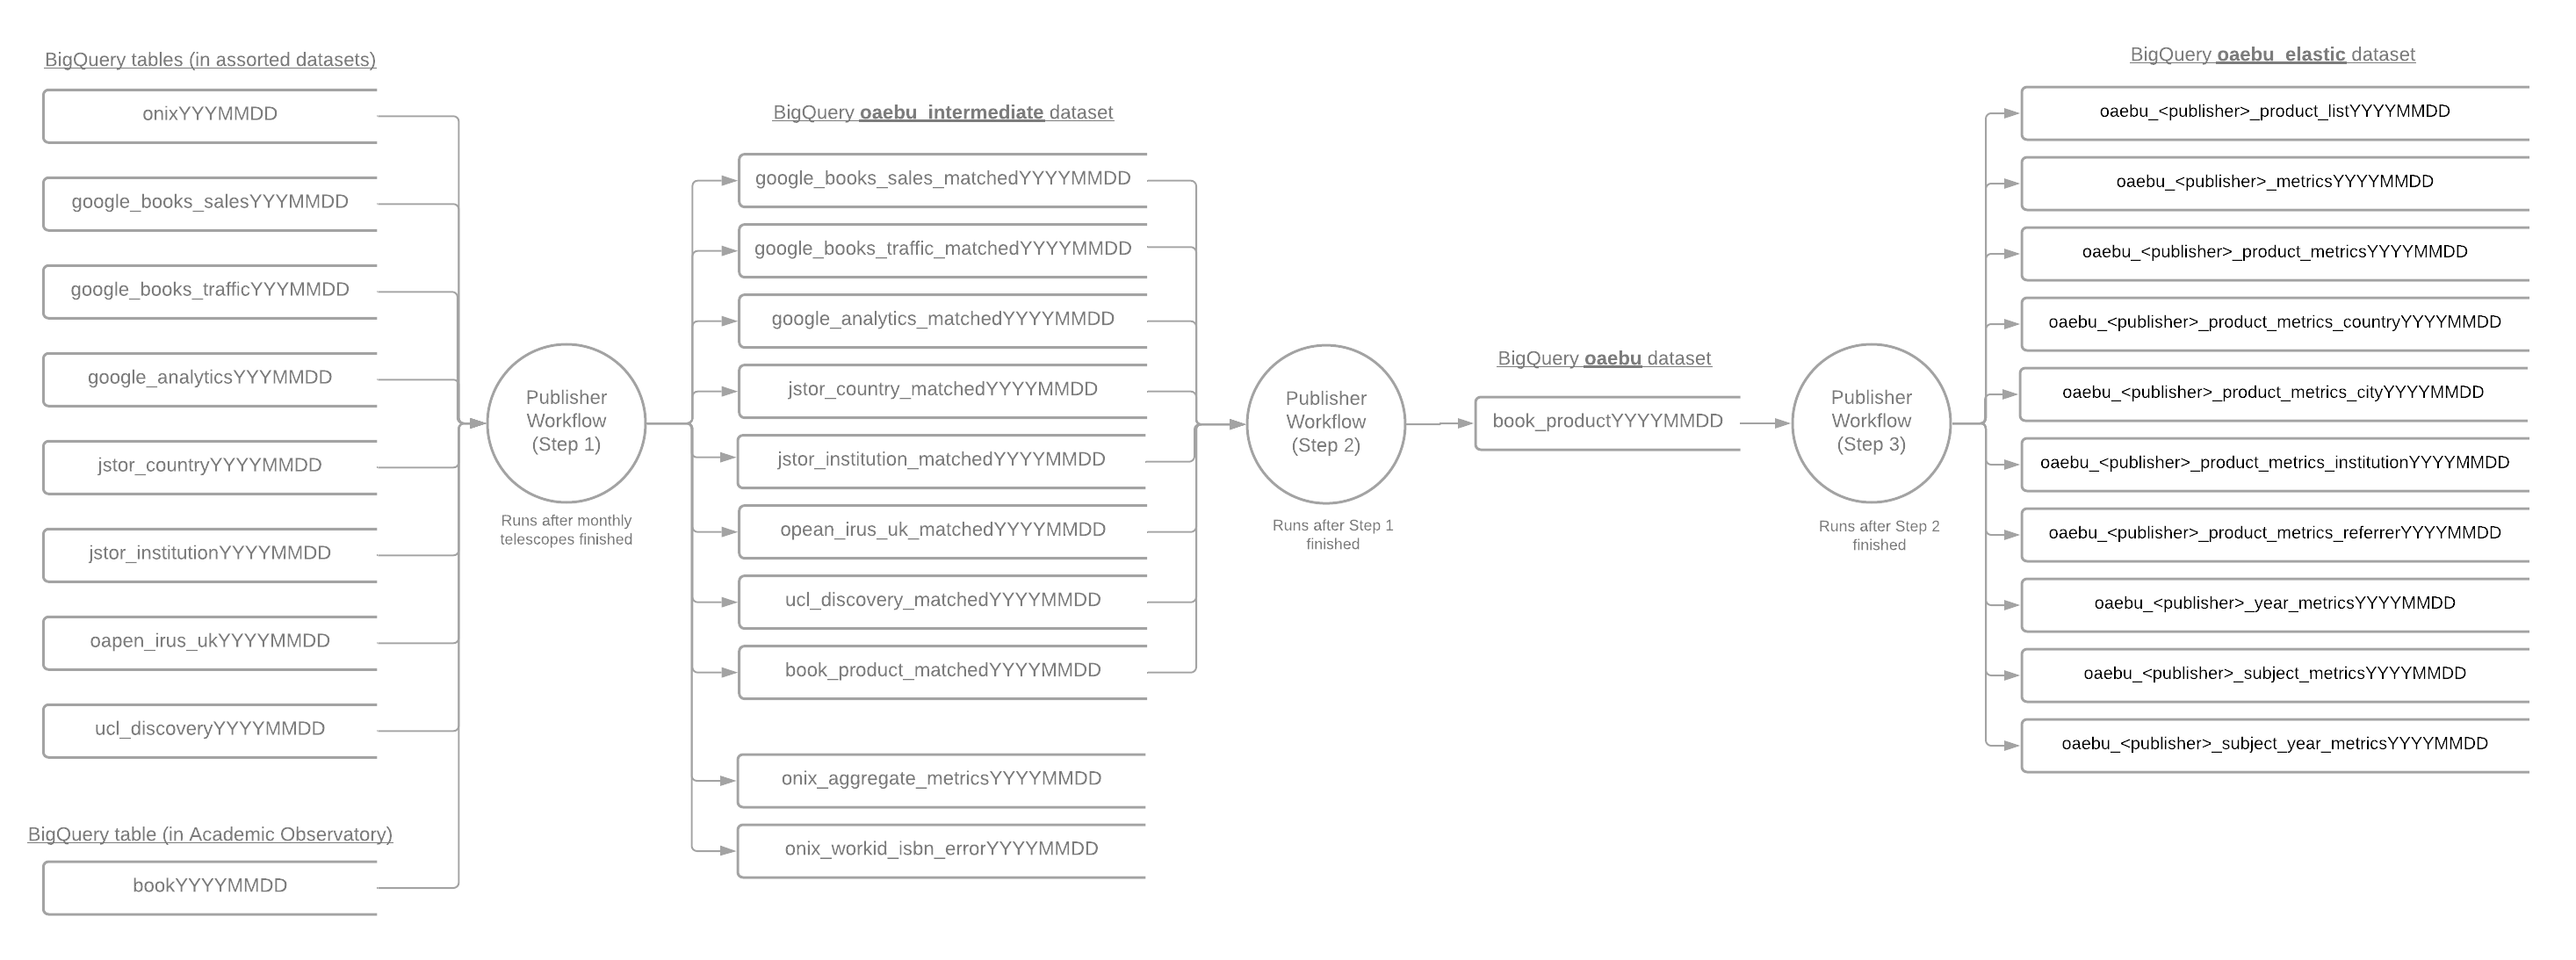 BigQuery tables (in assorted datasets)
onixYYYMMDD
google_books_salesYYYMMDD
google_books_trafficYYYMMDD
google_analyticsYYYMMDD
jstor_countryYYYYMMDD
jstor_institutionYYYYMMDD
oapen_irus_ukYYYYMMDD
ucl_discoveryYYYYMMDD
BigQuery table (in Academic Observatory)
bookYYYYMMDD
Publisher
Workflow
(Step 1)
Runs after monthly
telescopes finished
BigQuery oaebu_intermediate dataset
google_books_sales_matchedYYYYMMDD
google_books_traffic_matchedYYYYMMDD
google_analytics_matchedYYYYMMDD
jstor_country_matchedYYYYMMDD
jstor_institution_matchedYYYYMMDD
opean_irus_uk_matchedYYYYMMDD
ucl_discovery_matchedYYYYMMDD
book_product_matchedYYYYMMDD
onix_aggregate_metricsYYYYMMDD
onix_workid_isbn_errorYYYYMMDD
Publisher
Workflow
(Step 2)
Runs after Step 1
finished
BigQuery oaebu dataset
book_productYYYYMMDD
Publisher
Workflow
(Step 3)
Runs after Step 2
finished
BigQuery oaebu_elastic dataset
oaebu_<publisher>_product_listYYYYMMDD
oaebu_<publisher>_metricsYYYYMMDD
oaebu_<publisher>_product_metricsYYYYMMDD
oaebu_<publisher>_product_metrics_countryYYYYMMDD
oaebu_<publisher>_product_metrics_cityYYYYMMDD
oaebu_<publisher>_product_metrics_institutionYYYYMMDD
oaebu_<publisher>_product_metrics_referrerYYYYMMDD
oaebu_<publisher>_year_metricsYYYYMMDD
oaebu_<publisher>_subject_metricsYYYYMMDD
oaebu_<publisher>_subject_year_metricsYYYYMMDD